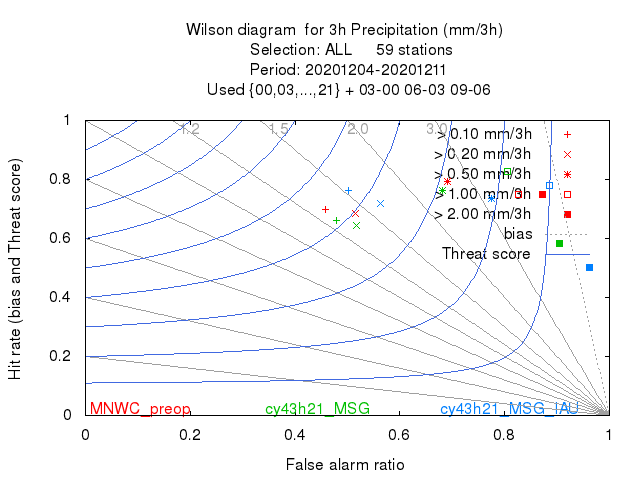 Wilson diagram  for 3h Precipitation (mm/3h)
Selection: ALL     59 stations
Period: 20201204-20201211
Used {00,03,...,21} + 03-00 06-03 09-06
1.2 1.5 2.0 3.0
> 0.10 mm/3h
> 0.20 mm/3h
> 0.50 mm/3h
> 1.00 mm/3h
> 2.00 mm/3h
bias
Threat score
Hit rate (bias and Threat score)
1
0.8
0.6
0.4
0.2
0
MNWC_preop cy43h21_MSG cy43h21_MSG_IAU
0 0.2 0.4 0.6 0.8 1
False alarm ratio